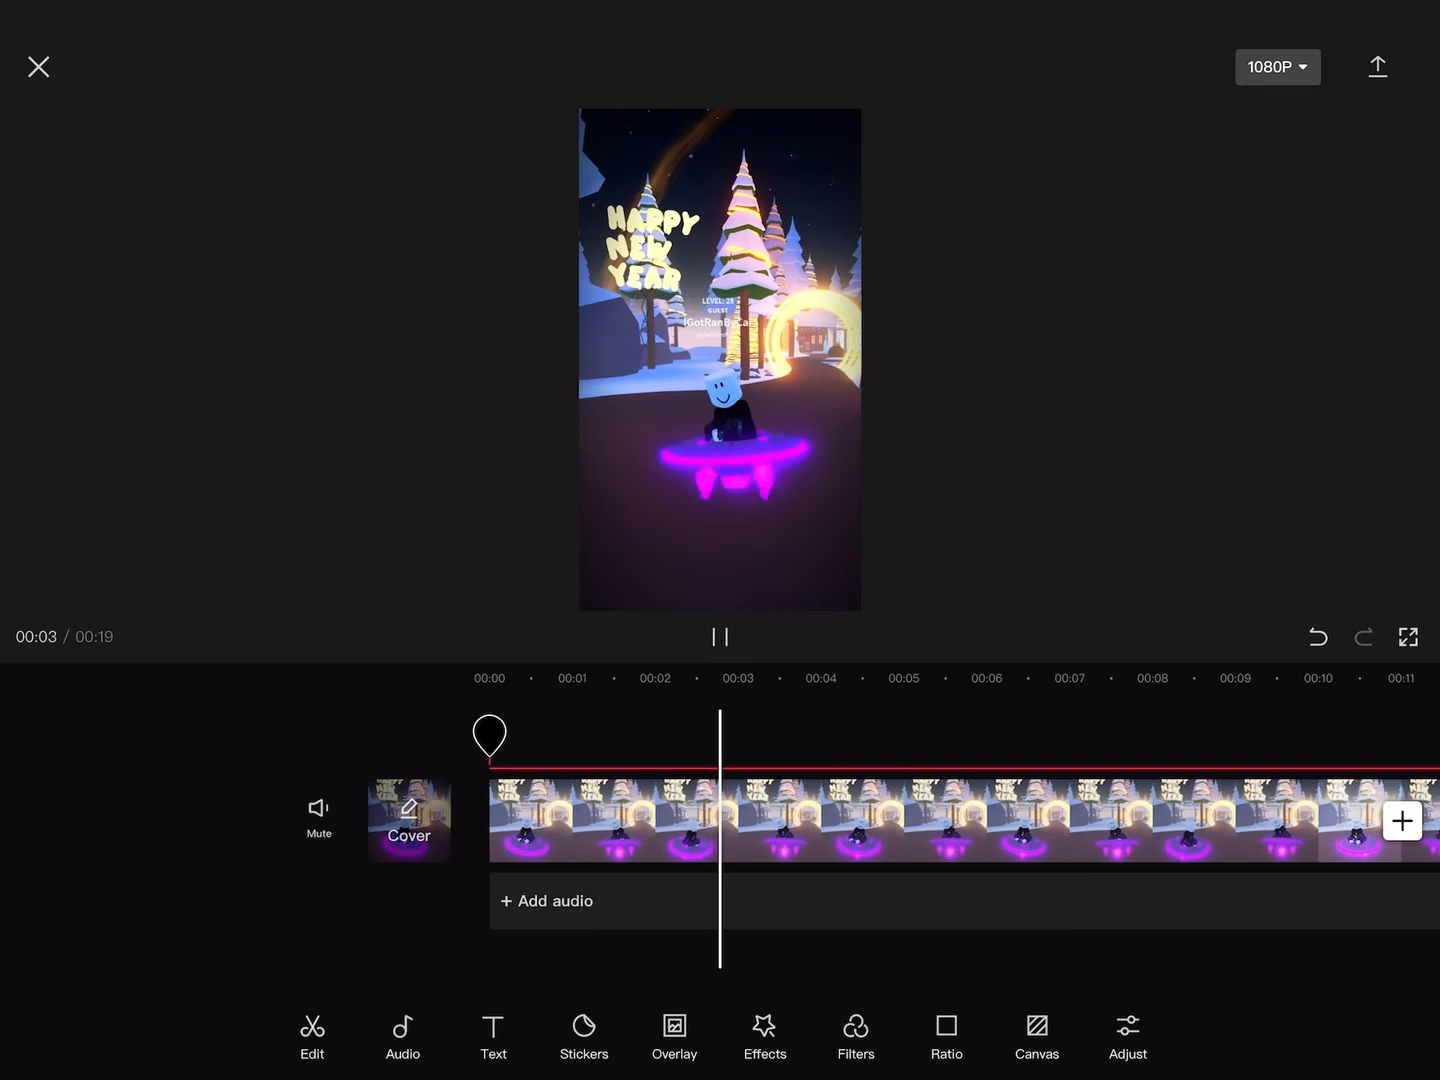 1080P
HAPPY
NEW
YEAR
LEVEL: 28
GUEST
IGotRanByCar
00:03 / 00:19
00:00 00:01 00:02 00:03 00:04 00:05 00:06 00:07 00:08 00:09 00:10 00:11
Mute
Cover
+ Add audio
Edit Audio Text Stickers Overlay Effects Filters Ratio Canvas Adjust